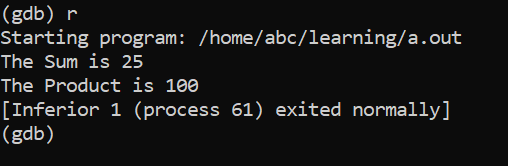 (gdb) r
Starting program: /home/abc/learning/a.out
The Sum is 25
The Product is 100
[Inferior 1 (process 61) exited normally]
(gdb)